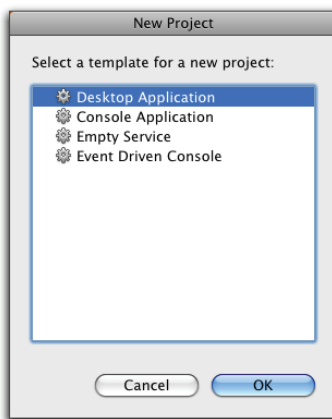 New Project
Select a template for a new project:
Desktop Application
Console Application
Empty Service
Event Driven Console
Cancel OK